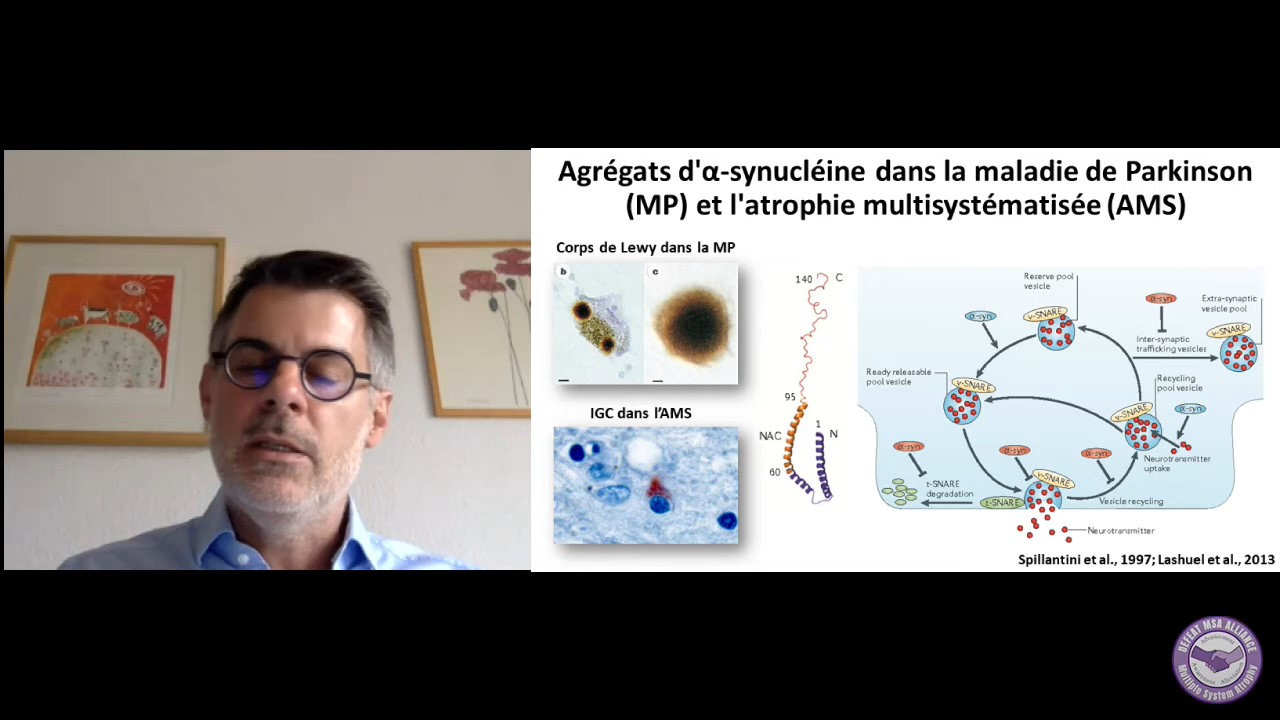 Agrégats d'α-synucléine dans la maladie de Parkinson
(MP) et l'atrophie multisystématisée (AMS)
Corps de Lewy dans la MP
b
c
IGC dans l'AMS
140
C
95
NAC
1
N
60
Reserve pool
vesicle
α-syn
v-SNARE
α-syn
Extra-synaptic
vesicle pool
v-SNARE
Inter-synaptic
trafficking vesicles
Ready releasable
pool vesicle
v-SNARE
Recycling
pool vesicle
v-SNARE
α-syn
Neurotransmitter
uptake
α-syn
α-syn
α-syn
v-SNARE
t-SNARE
degradation
t-SNARE
Vesicle recycling
Neurotransmitter
Spillantini et al., 1997; Lashuel et al., 2013
DEFEAT MSA ALLIANCE
Multiple System Atrophy